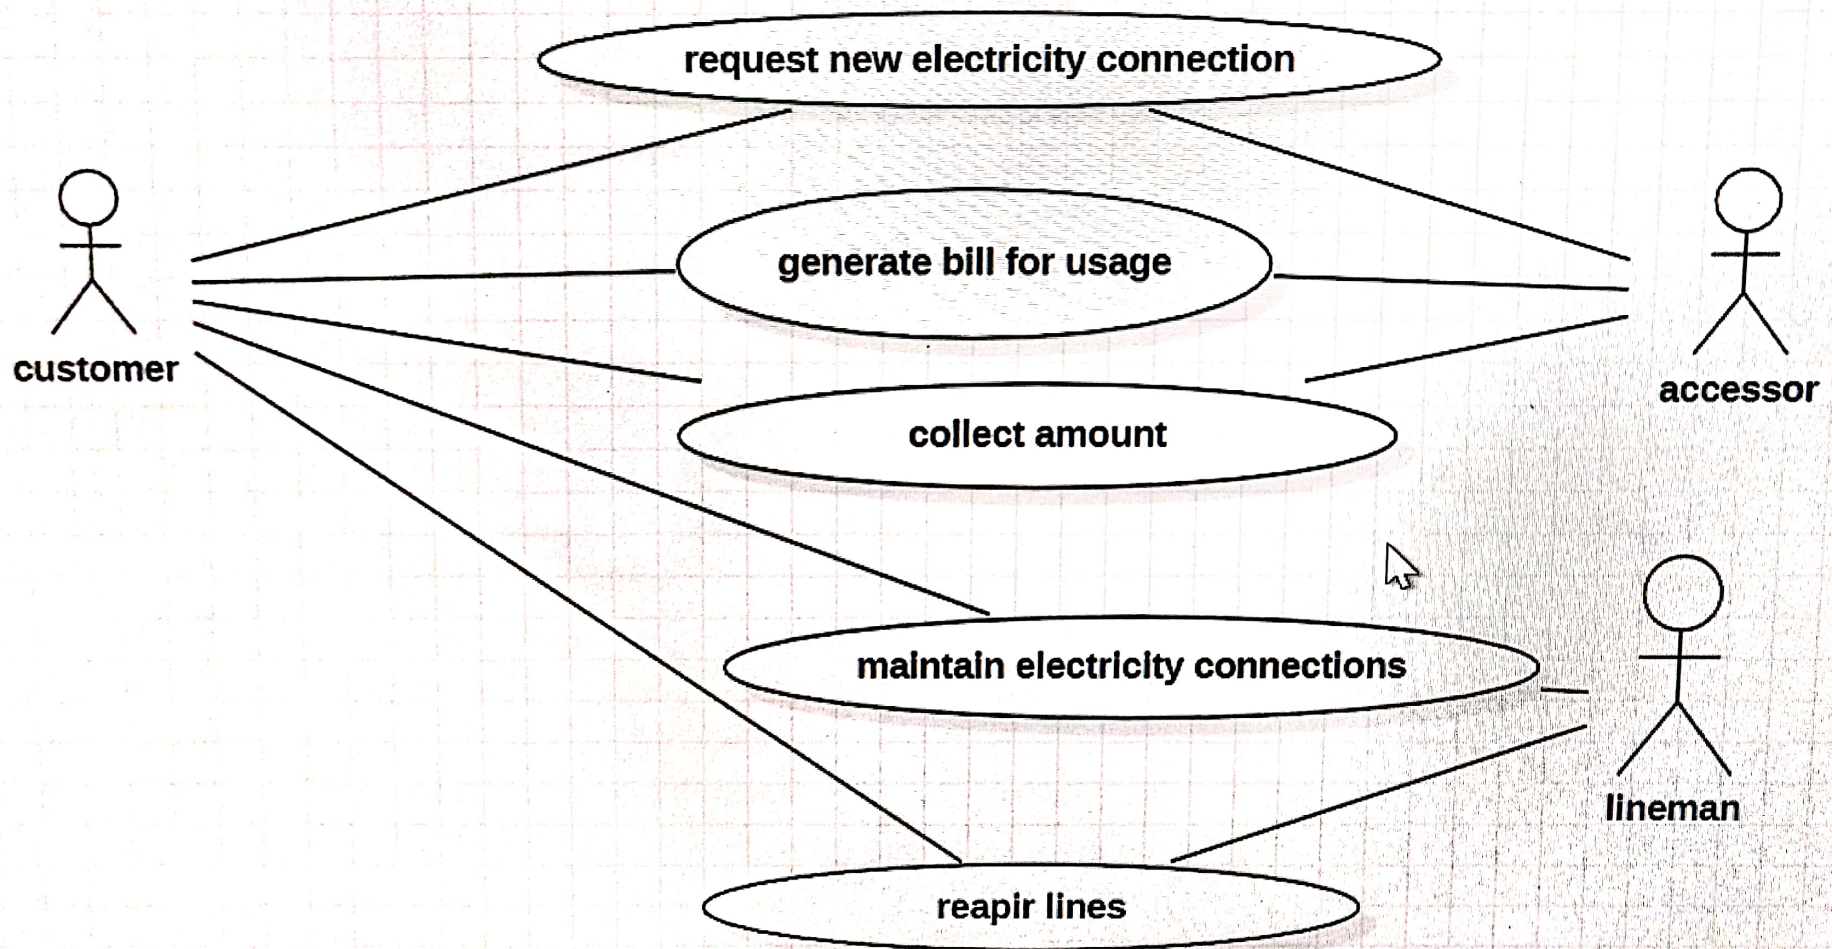 request new electricity connection
generate bill for usage
customer
accessor
collect amount
maintain electricity connections
lineman
reapir lines